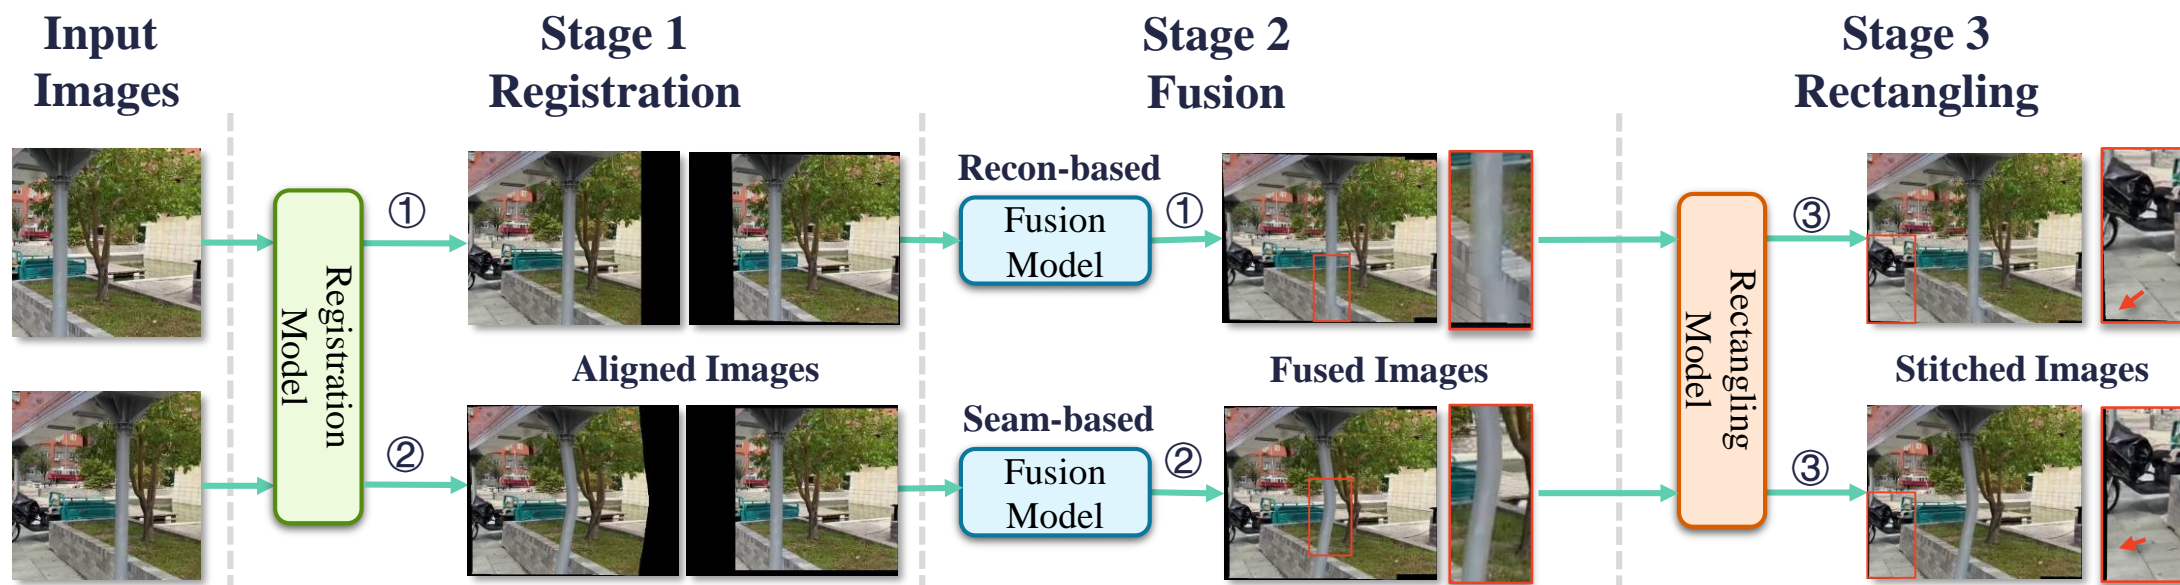 Input
Images
Stage 1
Registration
Stage 2
Fusion
Stage 3
Rectangling
Registration
Model
①
②
Aligned Images
Recon-based
Fusion
Model
①
Seam-based
Fusion
Model
②
Fused Images
Rectangling
Model
③
③
Stitched Images